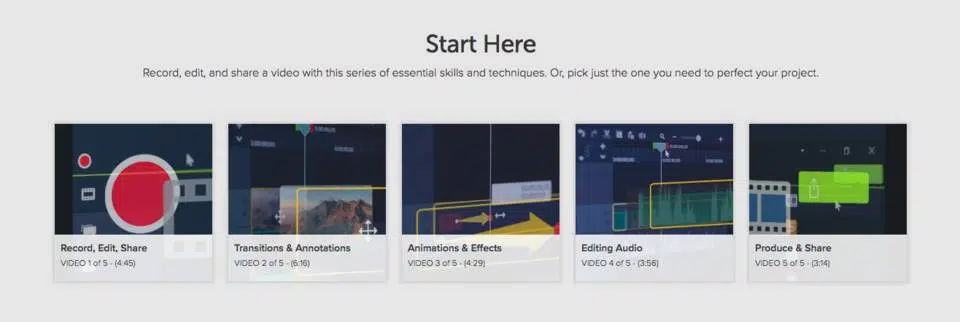 Start Here
Record, edit, and share a video with this series of essential skills and techniques. Or, pick just the one you need to perfect your project.
Record, Edit, Share
VIDEO 1 of 5 - (4:45)
Transitions & Annotations
VIDEO 2 of 5 - (6:16)
Animations & Effects
VIDEO 3 of 5 - (4:29)
Editing Audio
VIDEO 4 of 5 - (3:56)
Produce & Share
VIDEO 5 of 5 - (3:14)